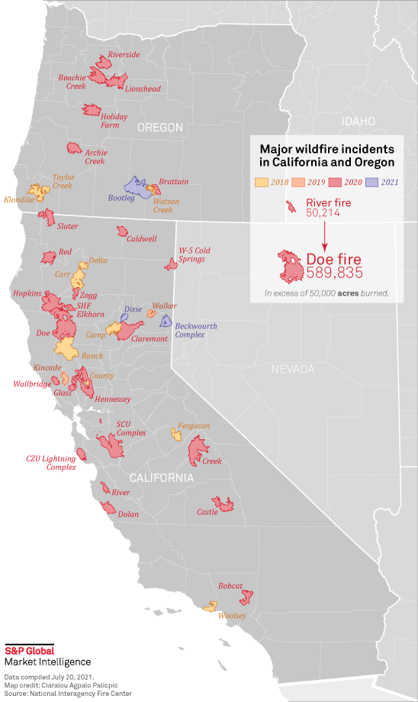 Riverside
Beachie
Creek
Lionshead
Holiday
Farm
OREGON
IDAHO
Major wildfire incidents
in California and Oregon
2018
2019
2020
2021
River fire
50,214
Doe fire
589,835
In excess of 50,000 acres burned.
Archie
Creek
Taylor
Creek
Klondike
Bootleg
Brattain
Watson
Creek
Slater
Caldwell
Red
Delta
W-5 Cold
Springs
Carr
Zogg
Hopkins
SHF
Elkhorn
Dixie
Walker
Doe
Camp
Beckwourth
Complex
Claremont
Ranch
NEVADA
Kincade
County
Wallbridge
Glass
Hennessey
SCU
Complex
Ferguson
CZU Lightning
Complex
Creek
CALIFORNIA
River
Dolan
Castle
Bobcat
Woolsey
S&P Global
Market Intelligence
Data compiled July 20, 2021.
Map credit: Ciaralou Agpalo Palicpic
Source: National Interagency Fire Center